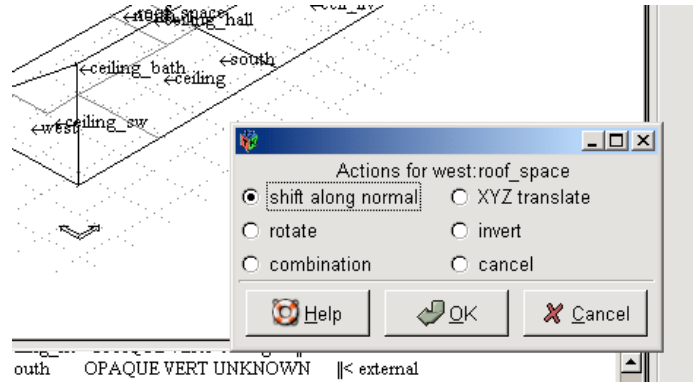 roof_space
ceiling_hall
←south
←ceiling_bath
←ceiling
←west
ceiling_sw
Actions for west:roof_space
shift along normal XYZ translate
rotate invert
combination cancel
Help OK Cancel
outh OPAQUE VERT UNKNOWN ||< external